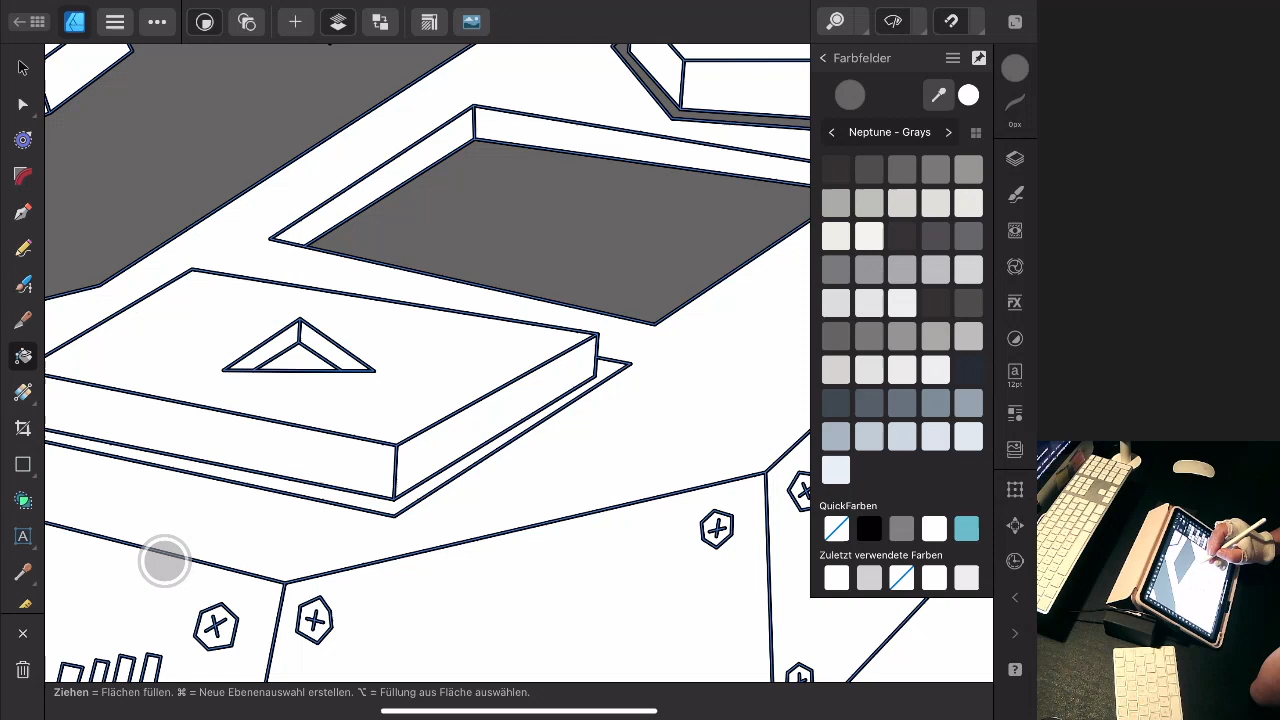 Farbfelder
0px
Neptune - Grays
FX
a
12pt
QuickFarben
A
Zuletzt verwendete Farben
?
Ziehen = Flächen füllen. ⌘ = Neue Ebenenauswahl erstellen. ⌥ = Füllung aus Fläche auswählen.